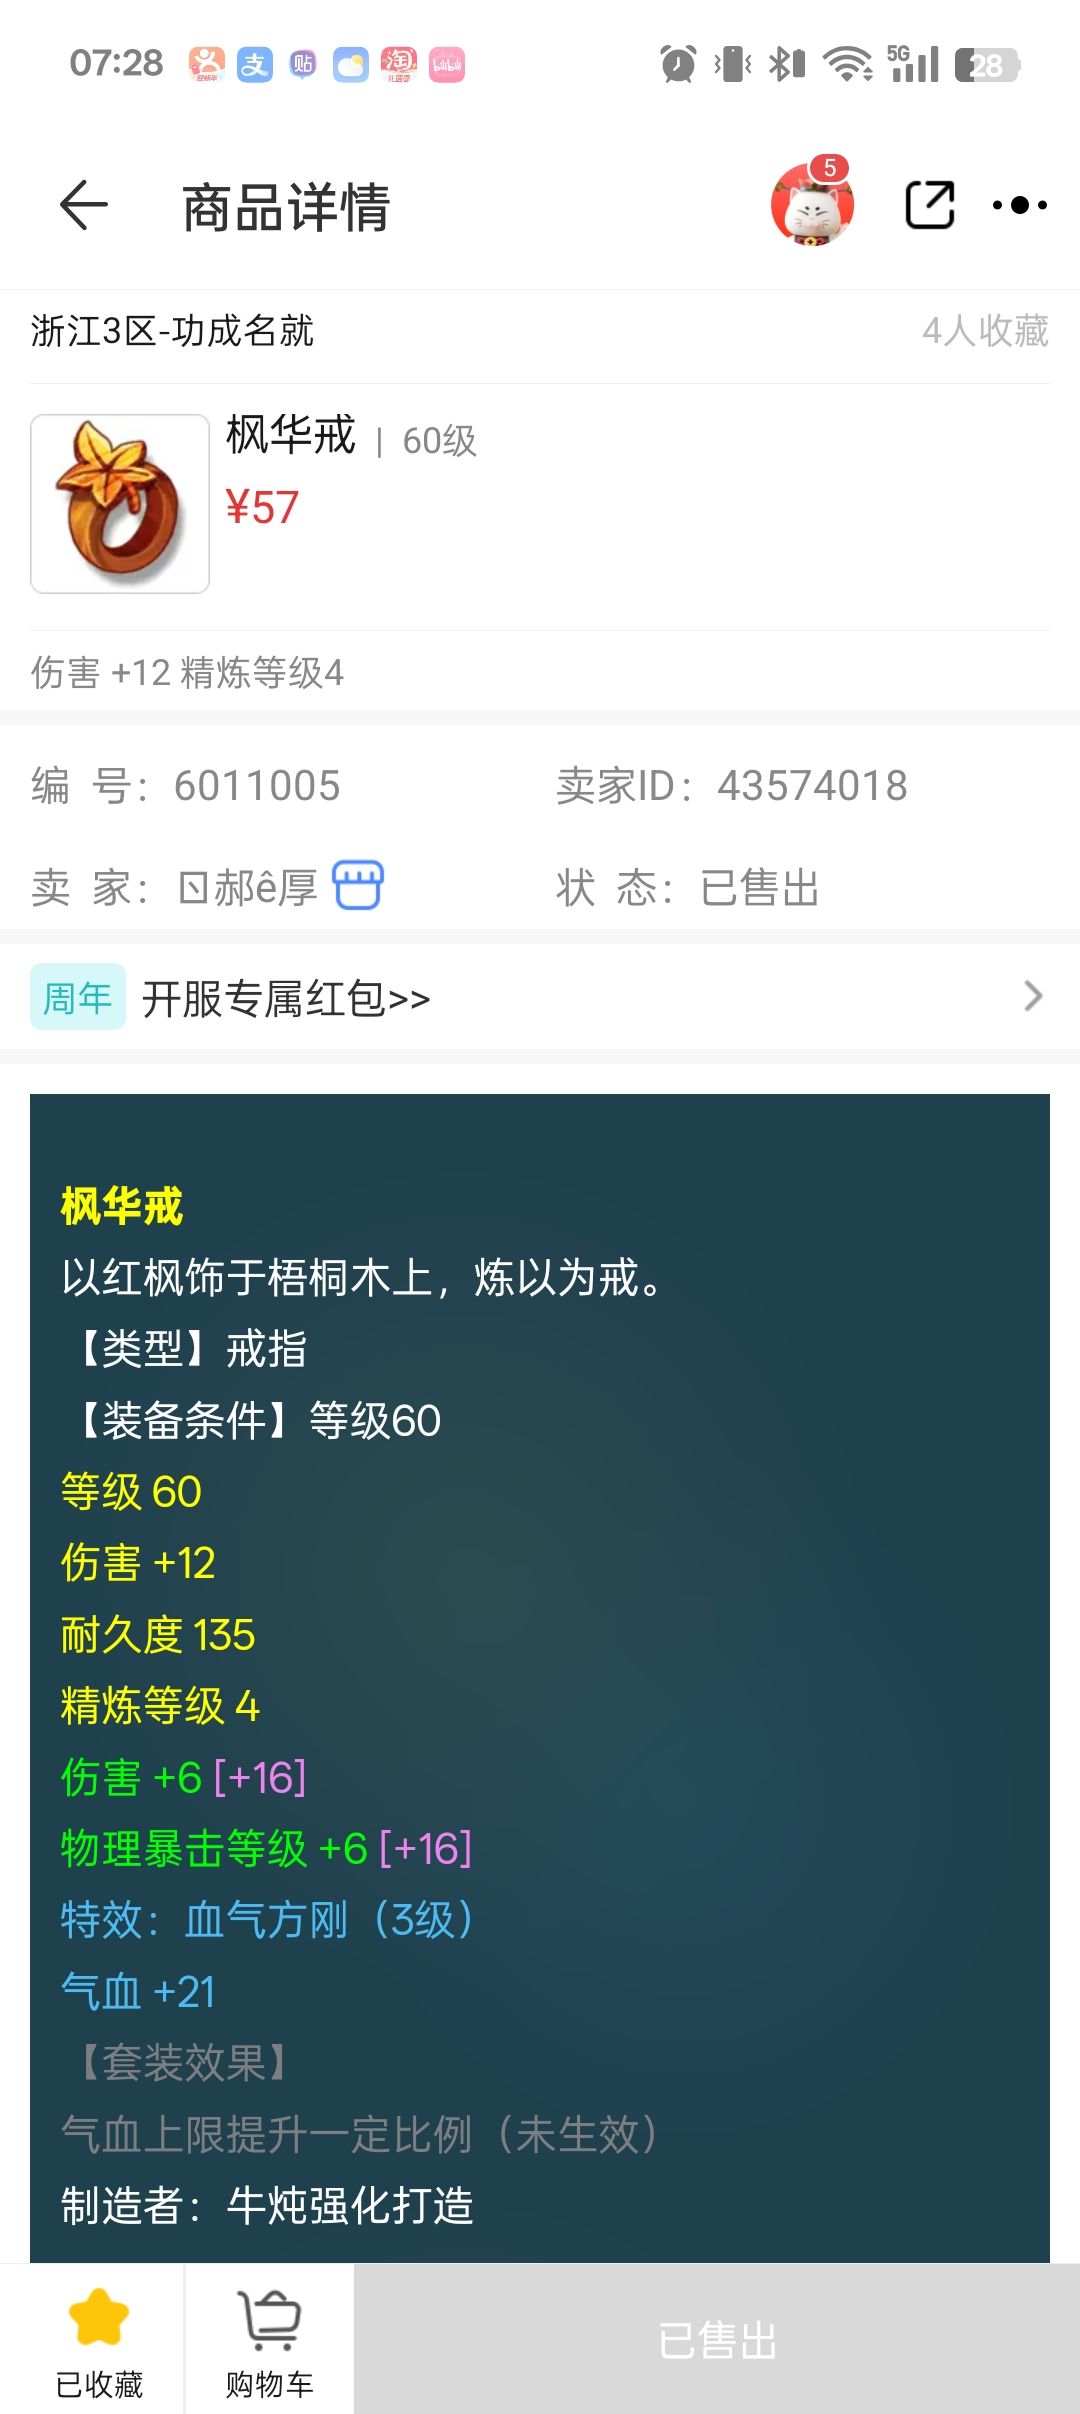 07:28
5G
28
商品详情
5
浙江3区-功成名就
4人收藏
枫华戒 | 60级
¥57
伤害 +12 精炼等级4
编 号：6011005
卖家ID：43574018
卖 家：郝ê厚
状 态：已售出
周年 开服专属红包>>
枫华戒
以红枫饰于梧桐木上，炼以为戒。
【类型】戒指
【装备条件】等级60
等级 60
伤害 +12
耐久度 135
精炼等级 4
伤害 +6 [+16]
物理暴击等级 +6 [+16]
特效：血气方刚（3级）
气血 +21
【套装效果】
气血上限提升一定比例（未生效）
制造者：牛炖强化打造
已收藏
购物车
已售出